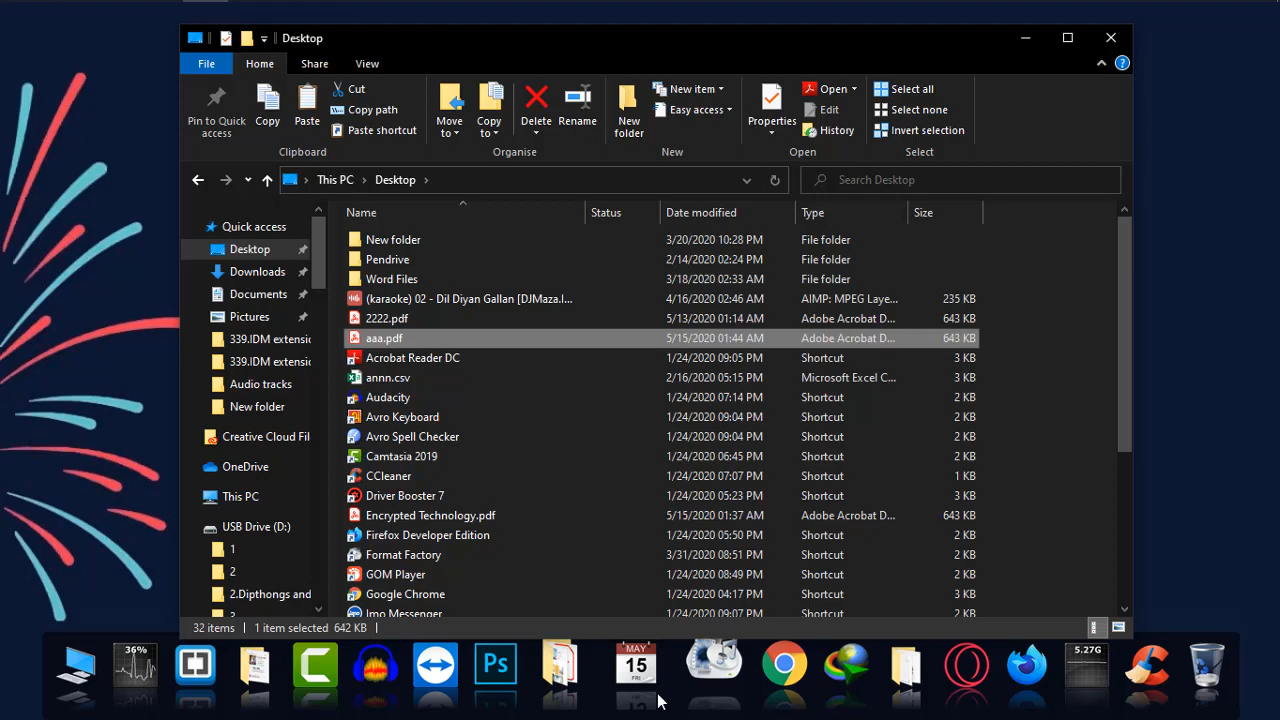 Desktop
File Home Share View
Pin to Quick access
Copy
Paste
Cut
Copy path
Paste shortcut
Clipboard
Move to
Copy to
Delete
Rename
Organise
New folder
New item
Easy access
New
Properties
Open
Edit
History
Open
Select all
Select none
Invert selection
Select
This PC Desktop
Search Desktop
Quick access
Desktop
Downloads
Documents
Pictures
339.IDM extensi
339.IDM extensi
Audio tracks
New folder
Creative Cloud Fil
OneDrive
This PC
USB Drive (D:)
1
2
2.Dipthongs and
Name Status Date modified Type Size
New folder 3/20/2020 10:28 PM File folder
Pendrive 2/14/2020 02:24 PM File folder
Word Files 3/18/2020 02:33 AM File folder
(karaoke) 02 - Dil Diyan Gallan [DJMaza.I... 4/16/2020 02:46 AM AIMP: MPEG Laye... 235 KB
2222.pdf 5/13/2020 01:14 AM Adobe Acrobat D... 643 KB
aaa.pdf 5/15/2020 01:44 AM Adobe Acrobat D... 643 KB
Acrobat Reader DC 1/24/2020 09:05 PM Shortcut 3 KB
annn.csv 2/16/2020 05:15 PM Microsoft Excel C... 3 KB
Audacity 1/24/2020 07:14 PM Shortcut 2 KB
Avro Keyboard 1/24/2020 09:04 PM Shortcut 2 KB
Avro Spell Checker 1/24/2020 09:04 PM Shortcut 2 KB
Camtasia 2019 1/24/2020 06:45 PM Shortcut 2 KB
CCleaner 1/24/2020 07:07 PM Shortcut 1 KB
Driver Booster 7 1/24/2020 05:23 PM Shortcut 3 KB
Encrypted Technology.pdf 5/15/2020 01:37 AM Adobe Acrobat D... 643 KB
Firefox Developer Edition 1/24/2020 05:50 PM Shortcut 2 KB
Format Factory 3/31/2020 08:51 PM Shortcut 2 KB
GOM Player 1/24/2020 08:49 PM Shortcut 2 KB
Google Chrome 1/24/2020 04:17 PM Shortcut 3 KB
Imo Messenger 1/24/2020 09:07 PM Shortcut 2 KB
32 items 1 item selected 642 KB
36%
Ps
MAY
15
FRI
5.27G